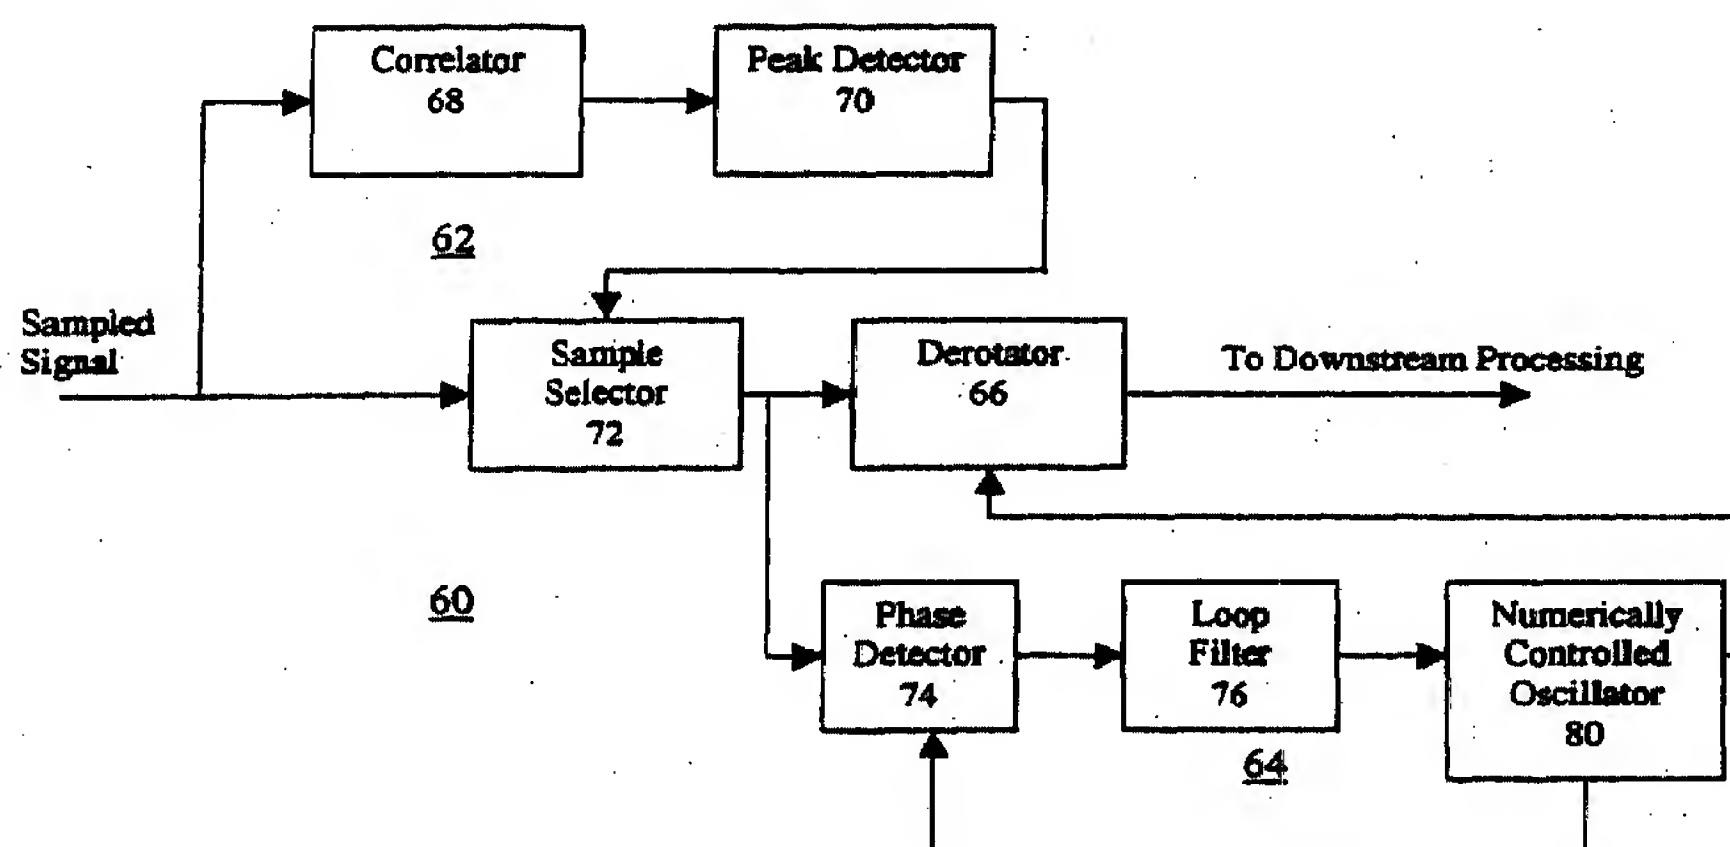 Correlator
68
Peak Detector
70
62
Sampled
Signal
Sample
Selector
72
Derotator
66
To Downstream Processing
60
Phase
Detector
74
Loop
Filter
76
Numerically
Controlled
Oscillator
80
64